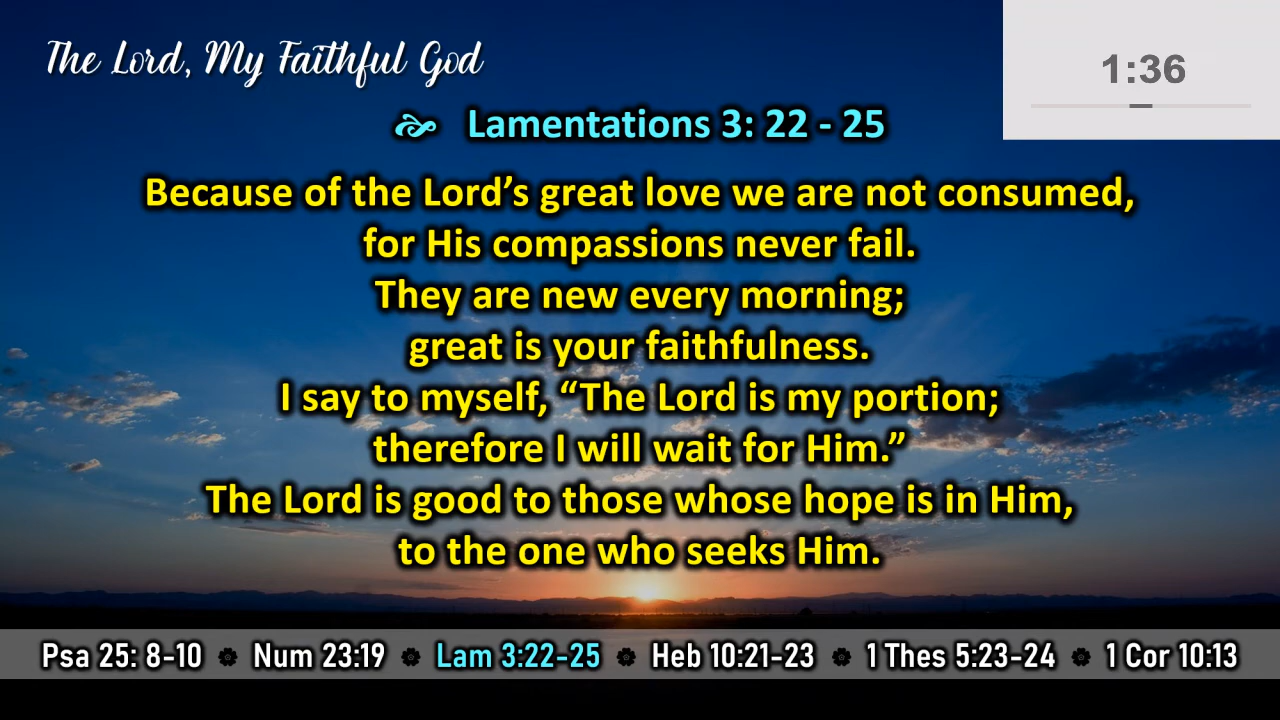 The Lord, My Faithful God
1:36
Lamentations 3: 22 - 25
Because of the Lord’s great love we are not consumed,
for His compassions never fail.
They are new every morning;
great is your faithfulness.
I say to myself, “The Lord is my portion;
therefore I will wait for Him.”
The Lord is good to those whose hope is in Him,
to the one who seeks Him.
Psa 25: 8-10 Num 23:19 Lam 3:22-25 Heb 10:21-23 1 Thes 5:23-24 1 Cor 10:13